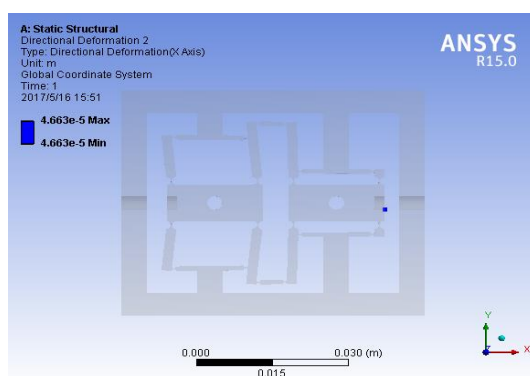 A: Static Structural
Directional Deformation 2
Type: Directional Deformation(X Axis)
Unit: m
Global Coordinate System
Time: 1
2017/5/16 15:51
4.663e-5 Max
4.663e-5 Min
ANSYS
R15.0
0.000
0.030 (m)
0.015
Y
X